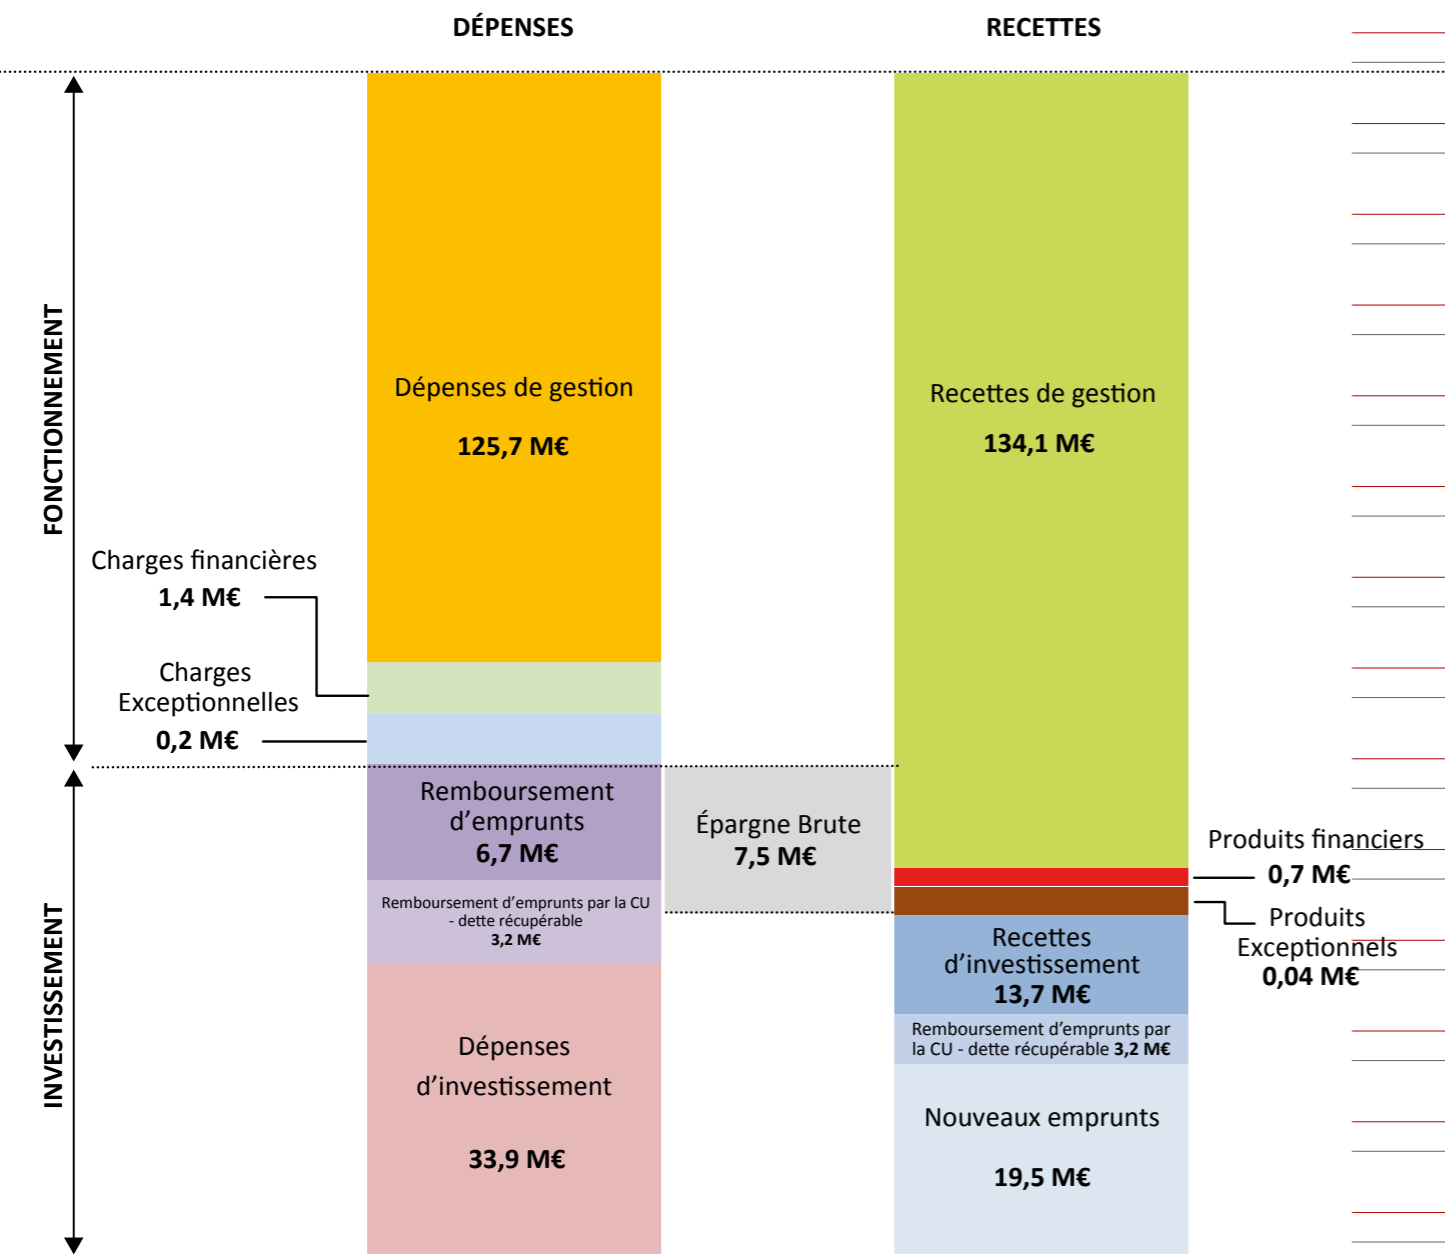 DÉPENSES
RECETTES
FONCTIONNEMENT
Dépenses de gestion
125,7 M€
Recettes de gestion
134,1 M€
Charges financières
1,4 M€
Charges
Exceptionnelles
0,2 M€
INVESTISSEMENT
Remboursement
d’emprunts
6,7 M€
Épargne Brute
7,5 M€
Produits financiers
0,7 M€
Remboursement d’emprunts par la CU
- dette récupérable
3,2 M€
Produits
Exceptionnels
0,04 M€
Recettes
d’investissement
13,7 M€
Remboursement d’emprunts par
la CU - dette récupérable 3,2 M€
Dépenses
d’investissement
33,9 M€
Nouveaux emprunts
19,5 M€